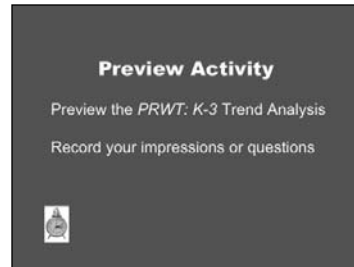 Preview Activity
Preview the PRWT: K-3 Trend Analysis
Record your impressions or questions